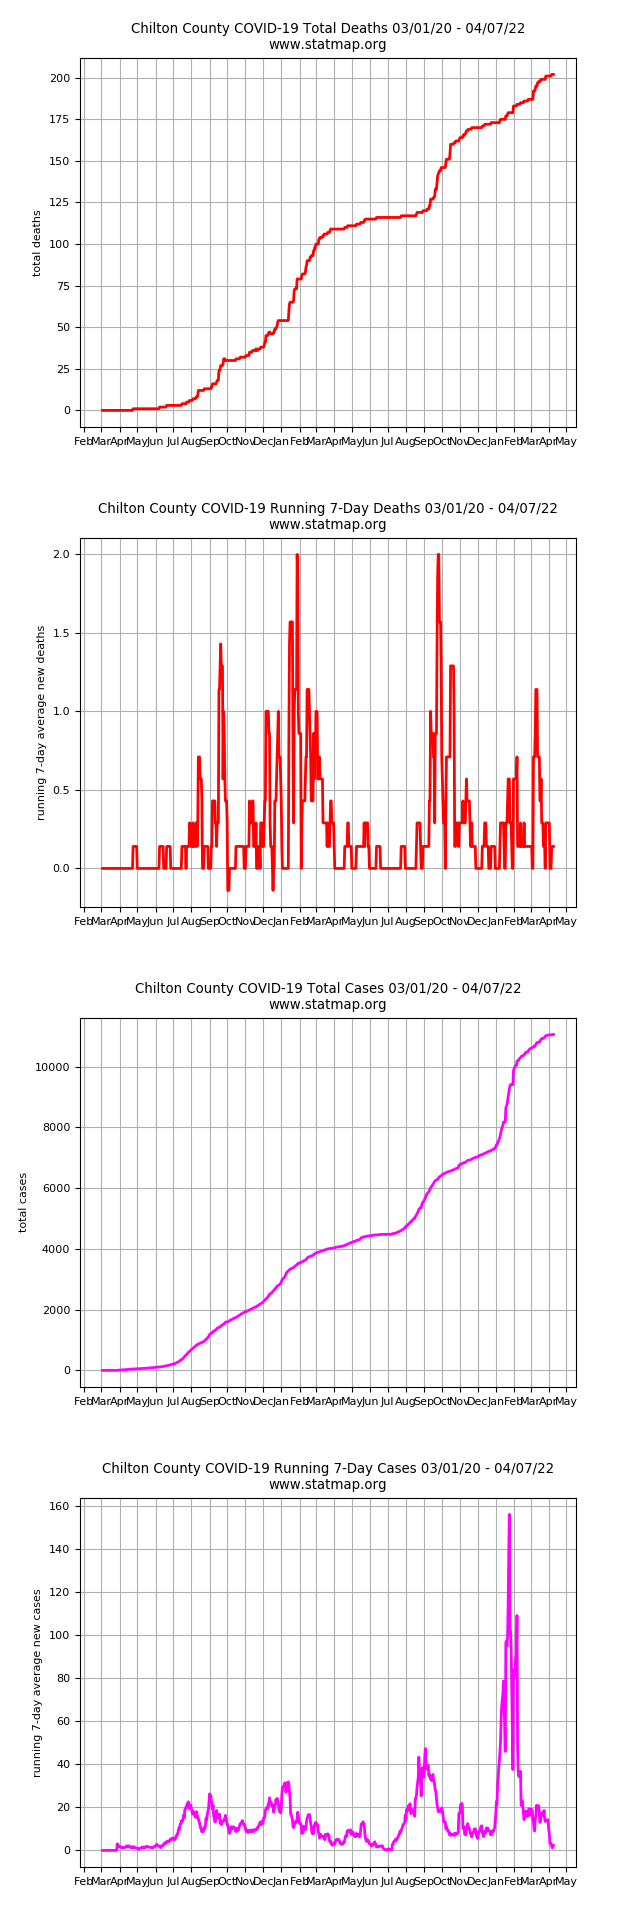 Chilton County COVID-19 Total Deaths 03/01/20 - 04/07/22
www.statmap.org
200
175
150
125
100
75
50
25
0
total deaths
Feb Mar Apr May Jun Jul Aug Sep Oct Nov Dec Jan Feb Mar Apr May Jun Jul Aug Sep Oct Nov Dec Jan Feb Mar Apr May
Chilton County COVID-19 Running 7-Day Deaths 03/01/20 - 04/07/22
www.statmap.org
2.0
1.5
1.0
0.5
0.0
running 7-day average new deaths
Feb Mar Apr May Jun Jul Aug Sep Oct Nov Dec Jan Feb Mar Apr May Jun Jul Aug Sep Oct Nov Dec Jan Feb Mar Apr May
Chilton County COVID-19 Total Cases 03/01/20 - 04/07/22
www.statmap.org
10000
8000
6000
4000
2000
0
total cases
Feb Mar Apr May Jun Jul Aug Sep Oct Nov Dec Jan Feb Mar Apr May Jun Jul Aug Sep Oct Nov Dec Jan Feb Mar Apr May
Chilton County COVID-19 Running 7-Day Cases 03/01/20 - 04/07/22
www.statmap.org
160
140
120
100
80
60
40
20
0
running 7-day average new cases
Feb Mar Apr May Jun Jul Aug Sep Oct Nov Dec Jan Feb Mar Apr May Jun Jul Aug Sep Oct Nov Dec Jan Feb Mar Apr May